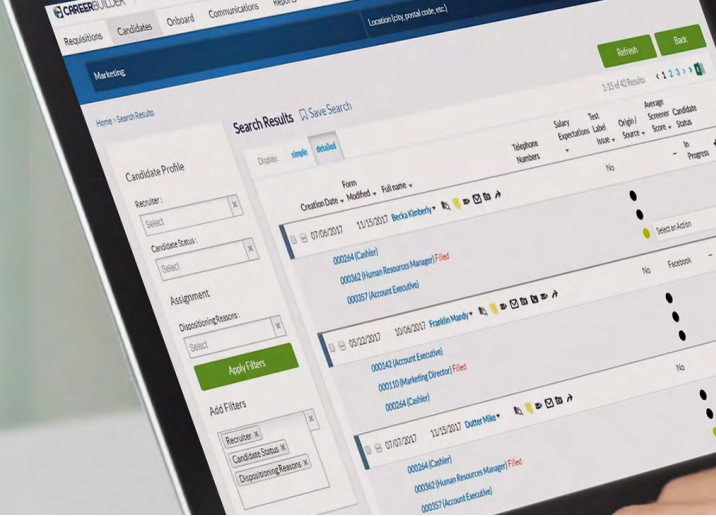 CAREERBUILDER
Requisitions Candidates Onboard Communications Reports
Marketing,
Location (city, postal code, etc.)
Refresh Back
Home > Search Results
Search Results Save Search
1-15 of 42 Results < 1 2 3 > »
Display: simple detailed
Candidate Profile
Recruiter :
Select x
Candidate Status :
Select x
Assignment
Dispositioning Reasons :
Select x
Apply Filters
Add Filters
x
Recruiter x
Candidate Status x
Dispositioning Reasons x
Creation Date Form Modified Full name Telephone Numbers Salary Expectations Test Label Issue Origin / Source Average Screener Score Candidate Status
07/06/2017 11/15/2017 Becka Kimberly No – In Progress
000264 (Cashier)
000362 (Human Resources Manager) Filled
000357 (Account Executive)
Select an Action
05/22/2017 10/06/2017 Franklin Mandy No Facebook –
000142 (Account Executive)
000110 (Marketing Director) Filled
000264 (Cashier)
07/07/2017 11/15/2017 Dutter Mike No
000264 (Cashier)
000362 (Human Resources Manager) Filled
000357 (Account Executive)